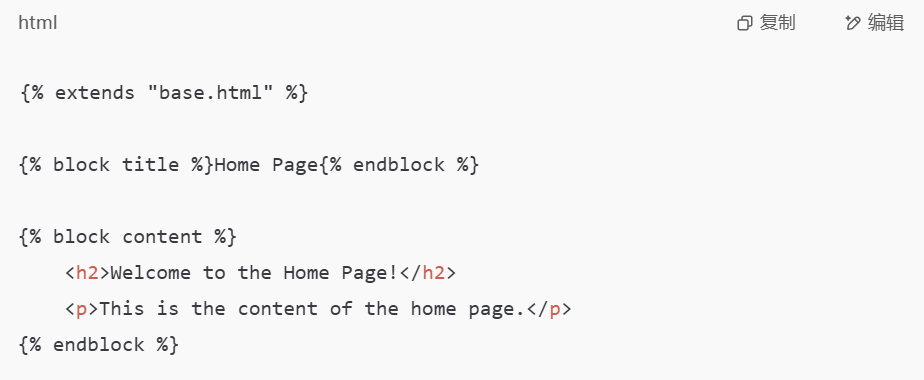 html 复制 编辑
{% extends "base.html" %}
{% block title %}Home Page{% endblock %}
{% block content %}
    <h2>Welcome to the Home Page!</h2>
    <p>This is the content of the home page.</p>
{% endblock %}